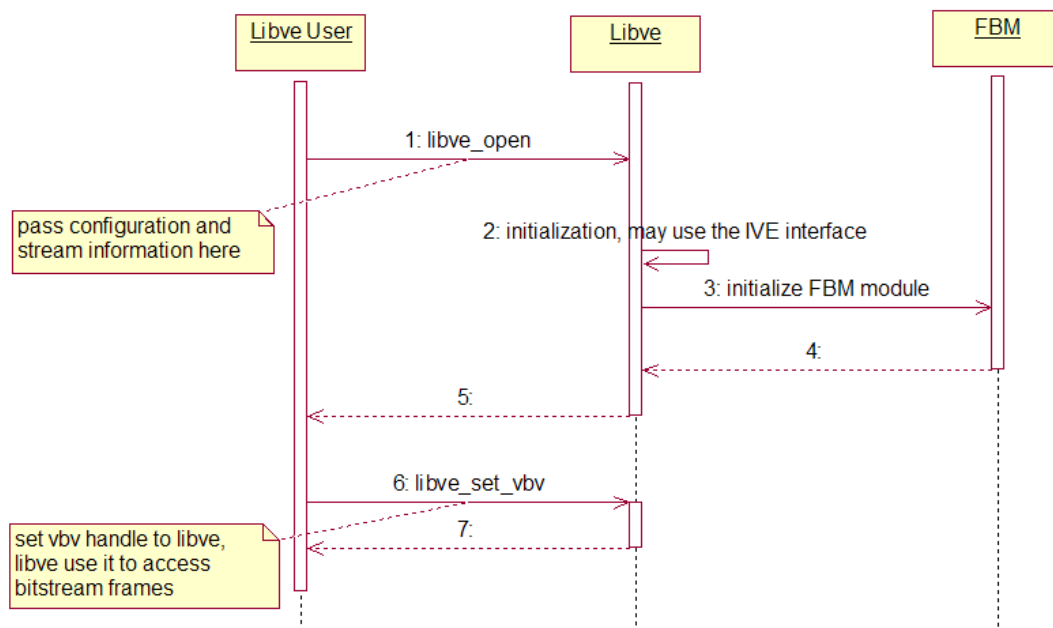 Libve User
Libve
FBM
1: libve_open
pass configuration and
stream information here
2: initialization, may use the IVE interface
3: initialize FBM module
4:
5:
6: libve_set_vbv
set vbv handle to libve,
libve use it to access
bitstream frames
7: